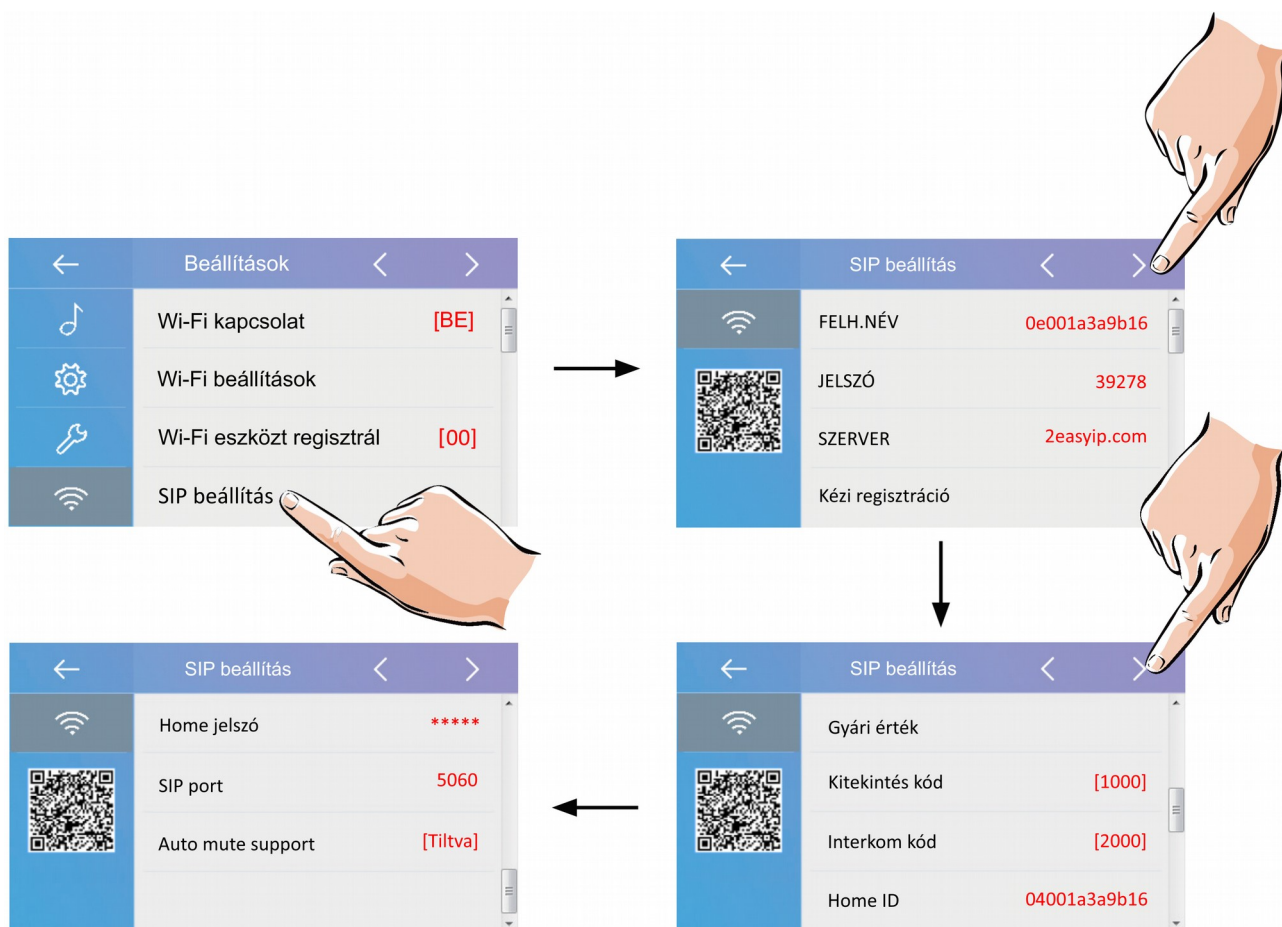 Beállítások
Wi-Fi kapcsolat [BE]
Wi-Fi beállítások
Wi-Fi eszközt regisztrál [00]
SIP beállítás
SIP beállítás
FELH.NÉV 0e001a3a9b16
JELSZÓ 39278
SZERVER 2easyip.com
Kézi regisztráció
SIP beállítás
Gyári érték
Kitekintés kód [1000]
Interkom kód [2000]
Home ID 04001a3a9b16
SIP beállítás
Home jelszó *****
SIP port 5060
Auto mute support [Tiltva]